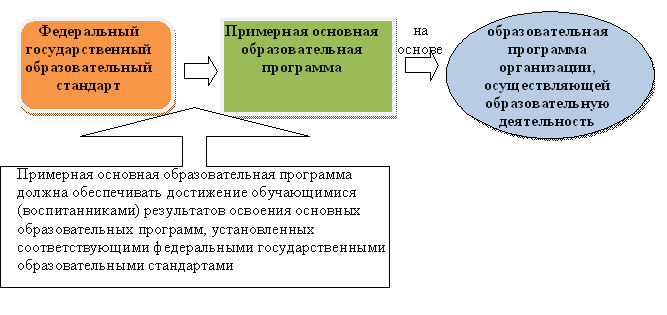 Федеральный
государственный
образовательный
стандарт
Примерная основная
образовательная
программа
на
основе
образовательная
программа
организации,
осуществляющей
образовательную
деятельность
Примерная основная образовательная программа
должна обеспечивать достижение обучающимися
(воспитанниками) результатов освоения основных
образовательных программ, установленных
соответствующими федеральными государственными
образовательными стандартами